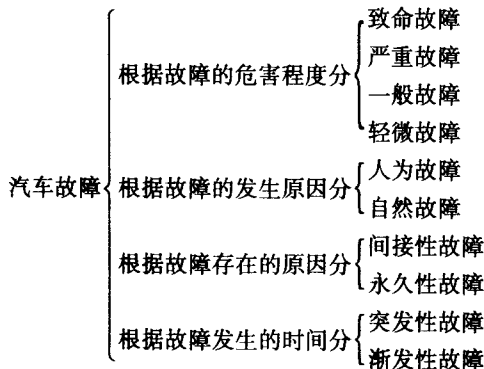 汽车故障
根据故障的危害程度分
致命故障
严重故障
一般故障
轻微故障
根据故障的发生原因分
人为故障
自然故障
根据故障存在的原因分
间接性故障
永久性故障
根据故障发生的时间分
突发性故障
渐发性故障